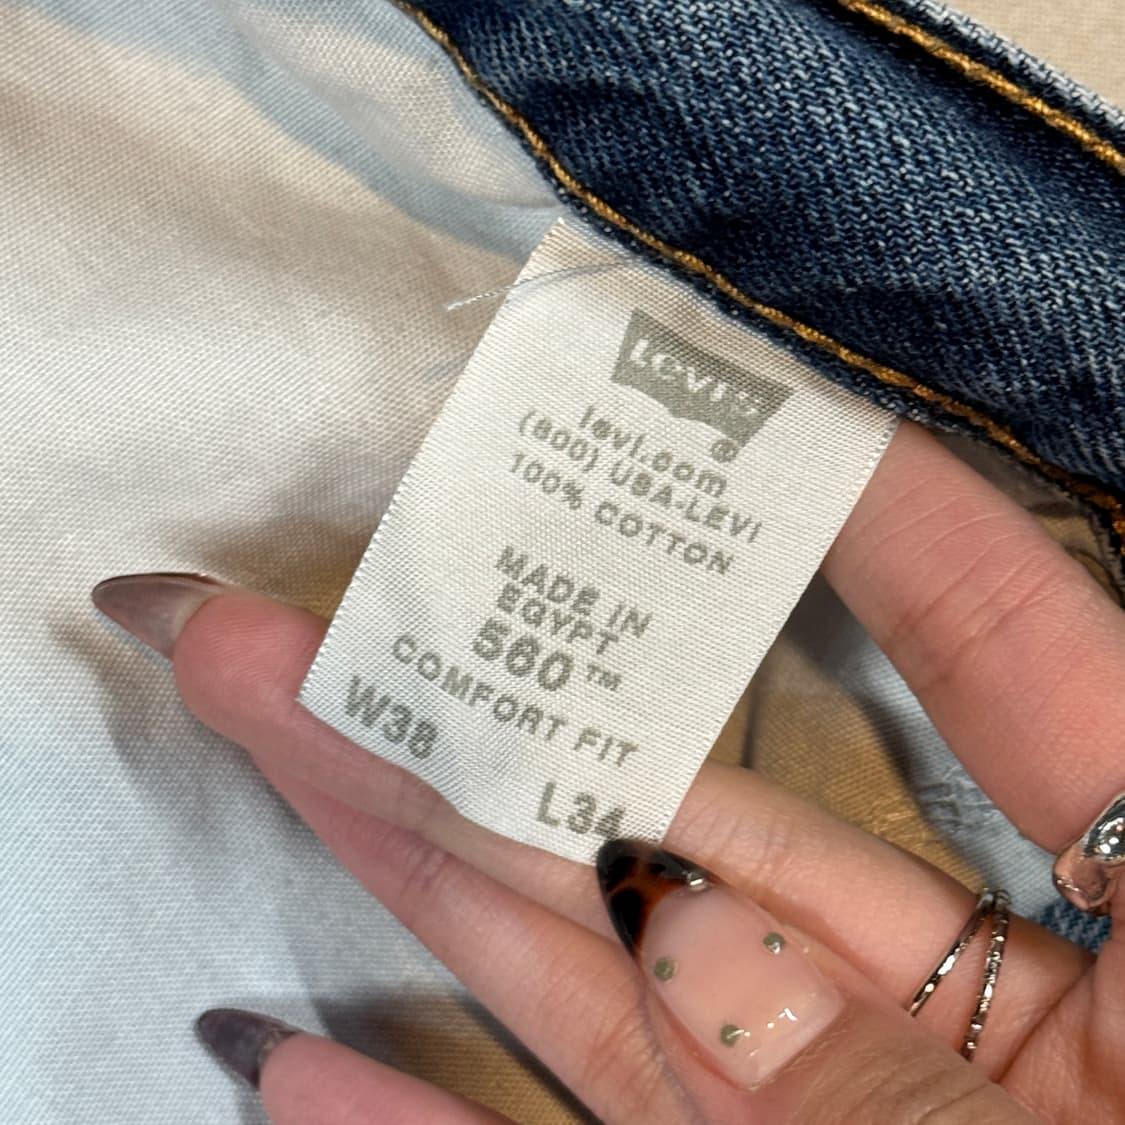 Levi's ®
levi.com
(800) USA-LEVI
100% COTTON
MADE IN
EGYPT
560™
COMFORT FIT
W38
L34